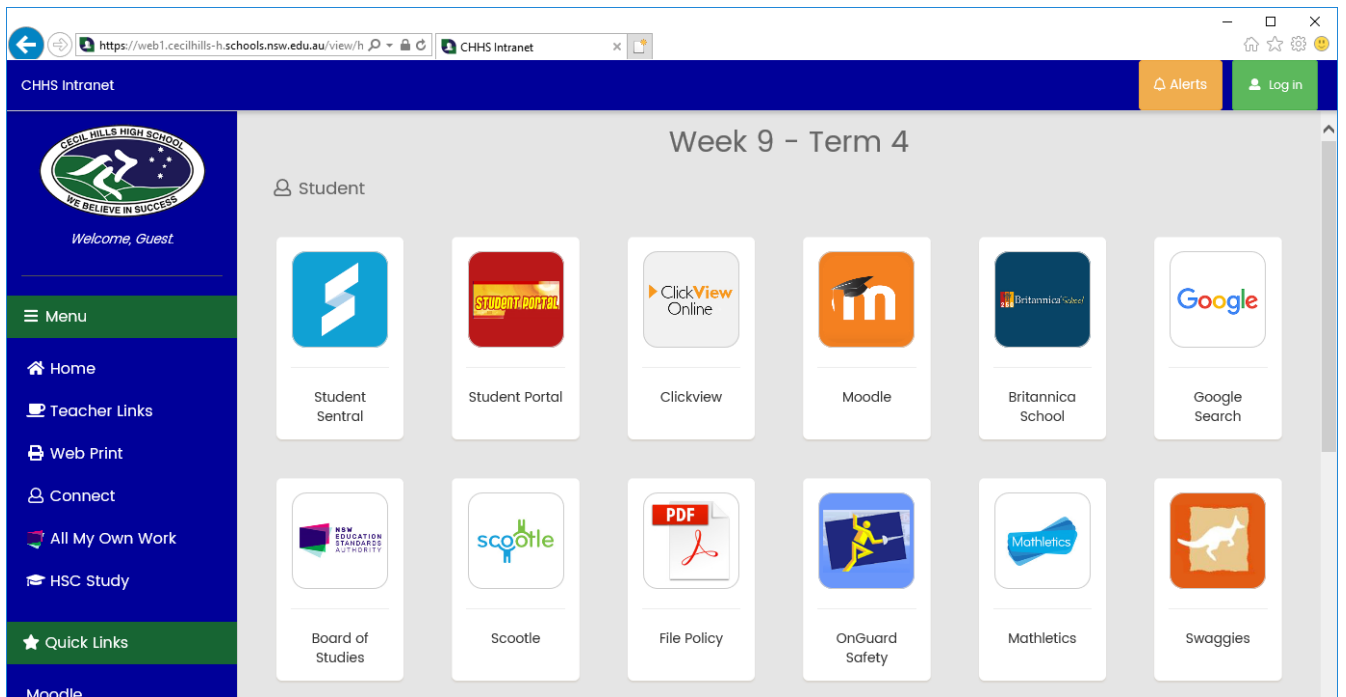 https://web1.cecilhills-h.schools.nsw.edu.au/view/h
CHHS Intranet
CHHS Intranet
Alerts
Log in
CECIL HILLS HIGH SCHOOL
WE BELIEVE IN SUCCESS
Welcome, Guest.
Menu
Home
Teacher Links
Web Print
Connect
All My Own Work
HSC Study
Quick Links
Moodle
Week 9 - Term 4
Student
STUDENT PORTAL
ClickView
Online
m
Britannica School
Google
Student
Sentral
Student Portal
Clickview
Moodle
Britannica
School
Google
Search
NSW
EDUCATION
STANDARDS
AUTHORITY
scootle
PDF
Mathletics
Board of
Studies
Scootle
File Policy
OnGuard
Safety
Mathletics
Swaggies